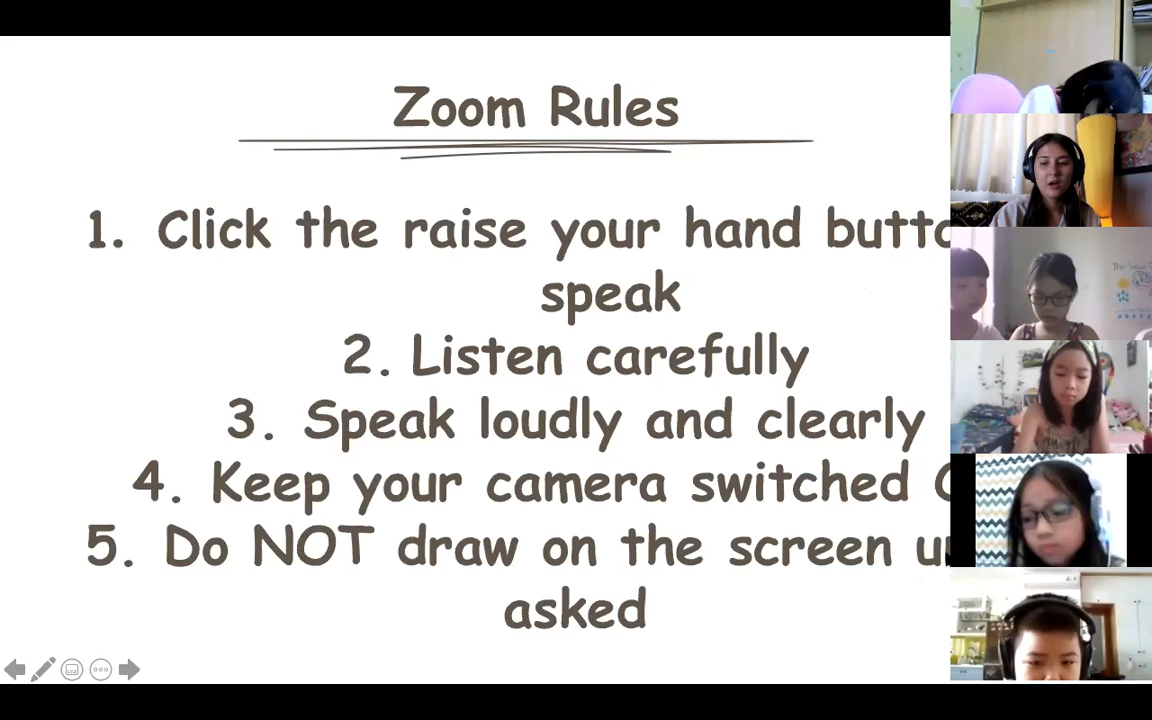 Zoom Rules
1. Click the raise your hand
speak
2. Listen carefully
3. Speak loudly and clearly
4. Keep your camera switched
5. Do NOT draw on the screen
asked